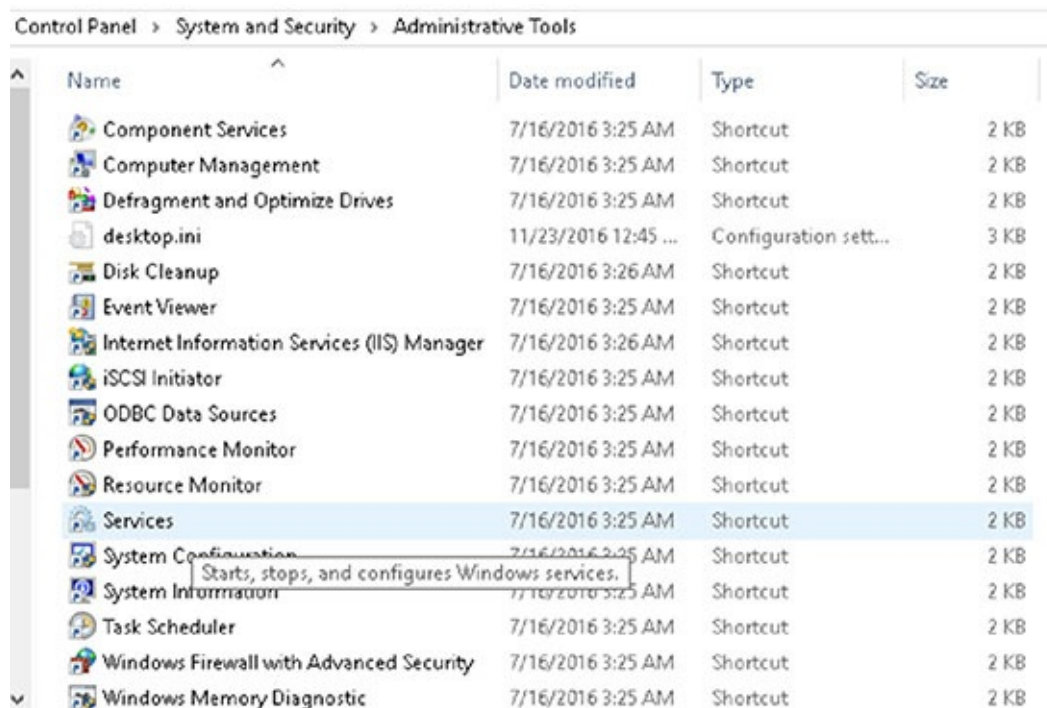 Control Panel > System and Security > Administrative Tools
Name Date modified Type Size
Component Services 7/16/2016 3:25 AM Shortcut 2 KB
Computer Management 7/16/2016 3:25 AM Shortcut 2 KB
Defragment and Optimize Drives 7/16/2016 3:25 AM Shortcut 2 KB
desktop.ini 11/23/2016 12:45 ... Configuration sett... 3 KB
Disk Cleanup 7/16/2016 3:26 AM Shortcut 2 KB
Event Viewer 7/16/2016 3:25 AM Shortcut 2 KB
Internet Information Services (IIS) Manager 7/16/2016 3:26 AM Shortcut 2 KB
iSCSI Initiator 7/16/2016 3:25 AM Shortcut 2 KB
ODBC Data Sources 7/16/2016 3:25 AM Shortcut 2 KB
Performance Monitor 7/16/2016 3:25 AM Shortcut 2 KB
Resource Monitor 7/16/2016 3:25 AM Shortcut 2 KB
Services 7/16/2016 3:25 AM Shortcut 2 KB
System Configuration 7/16/2016 3:25 AM Shortcut 2 KB
Starts, stops, and configures Windows services.
System Information 7/16/2016 3:25 AM Shortcut 2 KB
Task Scheduler 7/16/2016 3:25 AM Shortcut 2 KB
Windows Firewall with Advanced Security 7/16/2016 3:25 AM Shortcut 2 KB
Windows Memory Diagnostic 7/16/2016 3:25 AM Shortcut 2 KB